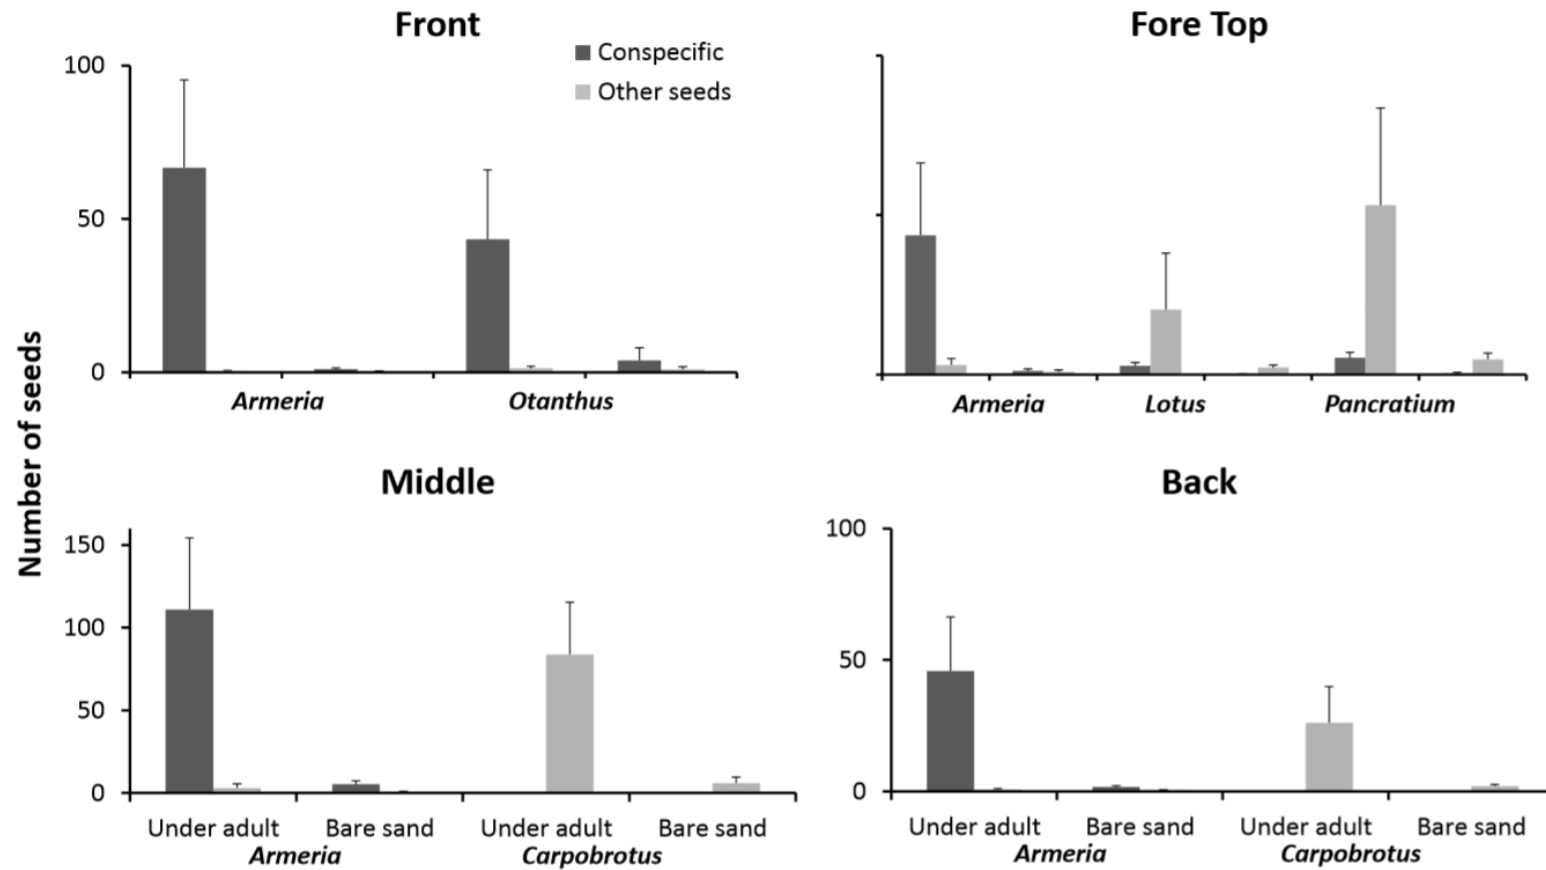 Front
Conspecific
Other seeds
100
50
0
Armeria Otanthus
Fore Top
Armeria Lotus Pancratium
Number of seeds
Middle
150
100
50
0
Under adult Bare sand Under adult Bare sand
Armeria Carpobrotus
Back
100
50
0
Under adult Bare sand Under adult Bare sand
Armeria Carpobrotus